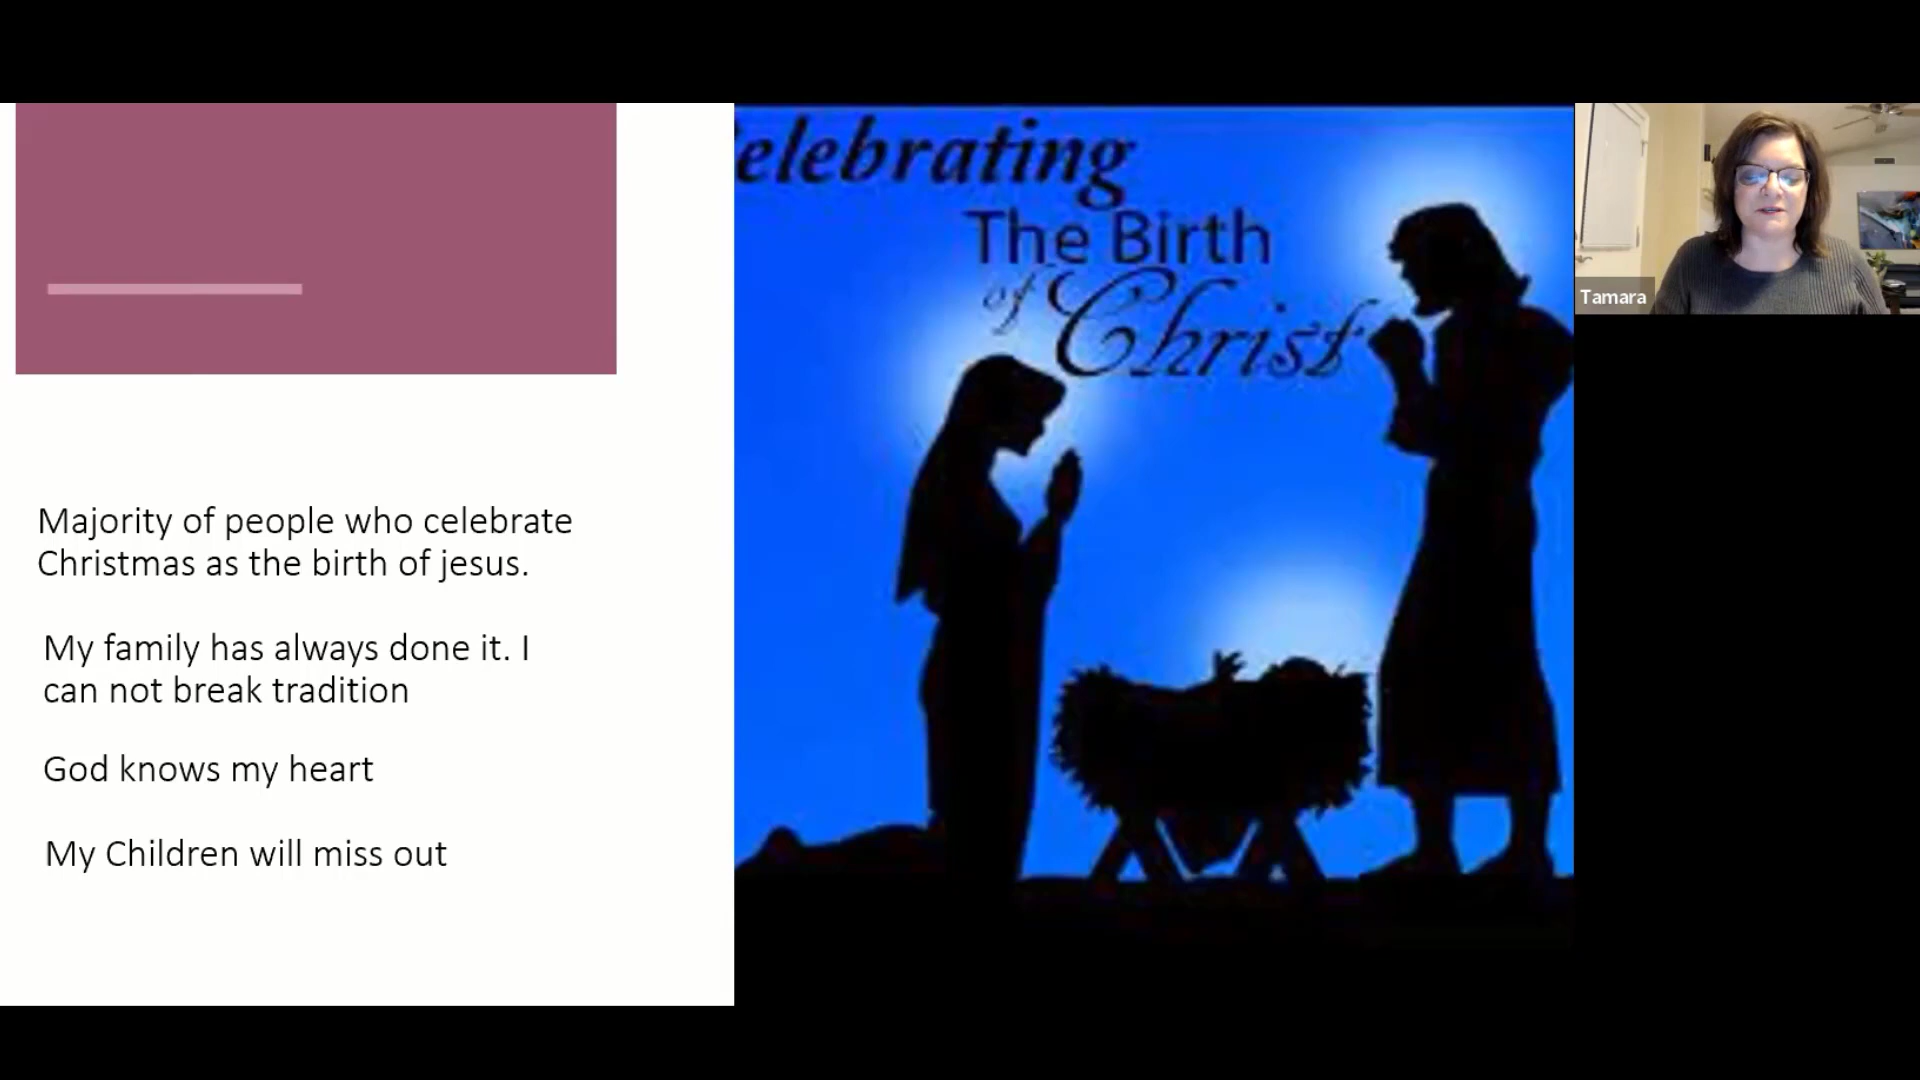 Majority of people who celebrate
Christmas as the birth of jesus.
My family has always done it. I
can not break tradition
God knows my heart
My Children will miss out
elebrating
The Birth
of Christ
Tamara